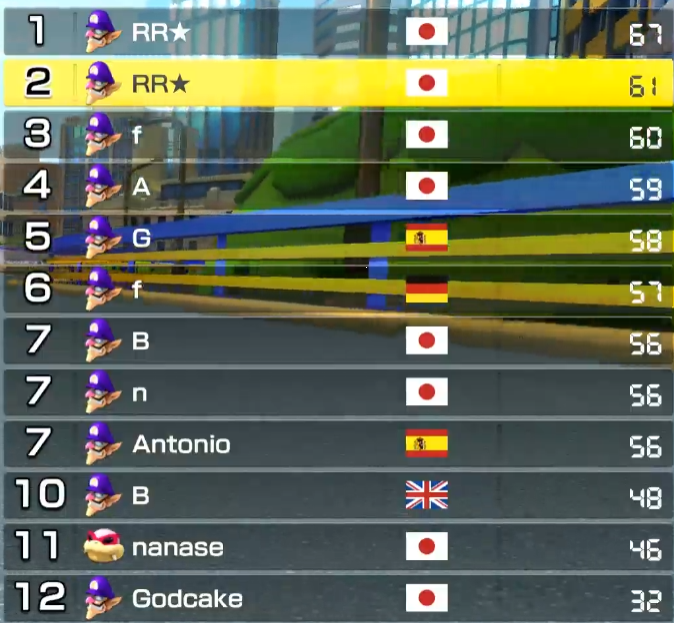 1 RR★ 67
2 RR★ 61
3 f 60
4 A 59
5 G 58
6 f 57
7 B 56
7 n 56
7 Antonio 56
10 B 48
11 nanase 46
12 Godcake 32